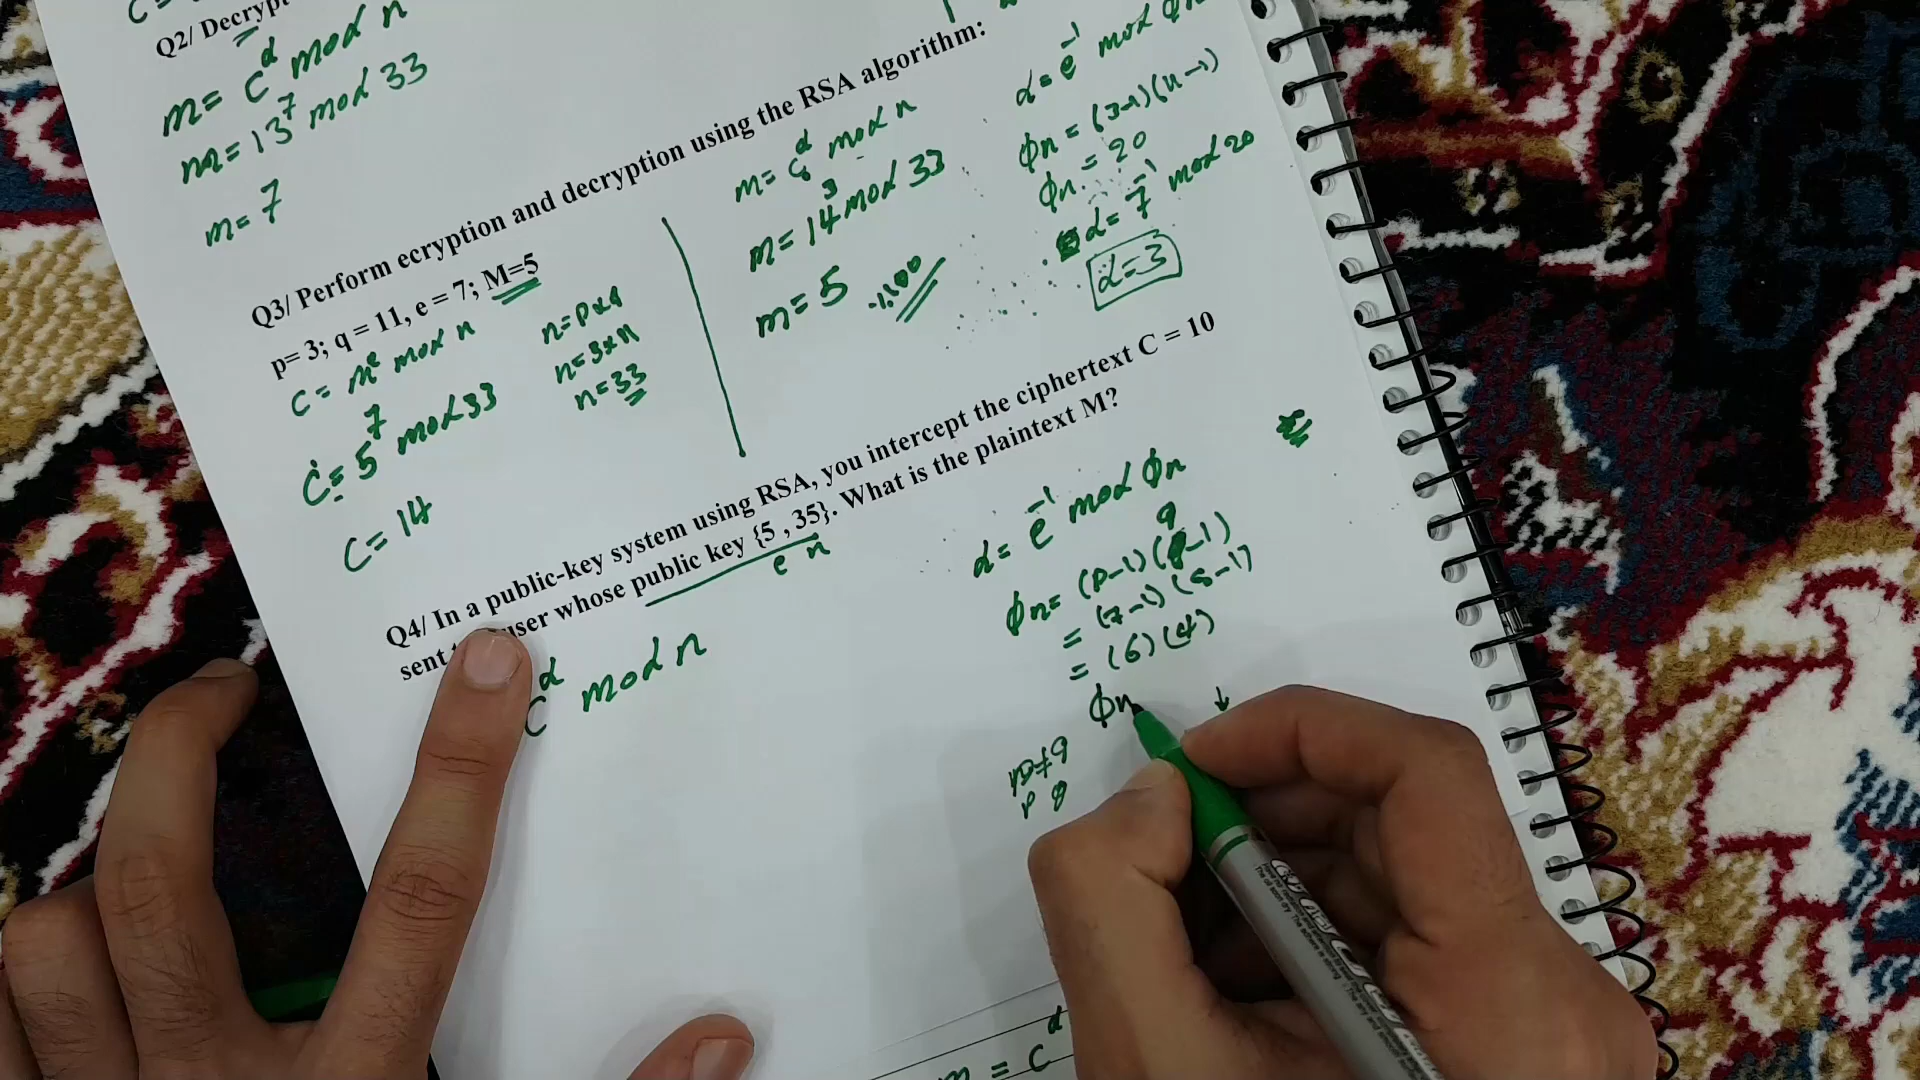 Q2/ Decrypt
m = C^d mod n
m = 13^7 mod 33
m = 7
Q3/ Perform ecryption and decryption using the RSA algorithm:
p= 3; q = 11, e = 7; M=5
C = M^e mod n
C = 5^7 mod 33
C = 14
n = p*q
n = 3*11
n = 33
m = C^d mod n
m = 14^3 mod 33
m = 5 %100
d = e^-1 mod ϕn
ϕn = (3-1)(11-1)
ϕn = 20
d = 7^-1 mod 20
d = 3
Q4/ In a public-key system using RSA, you intercept the ciphertext C = 10
sent user whose public key {5 , 35}. What is the plaintext M?
e n
C^d mod n
d = e^-1 mod ϕn
ϕn = (p-1)(q-1)
= (7-1)(5-1)
= (6)(4)
ϕn
p≠q
p q
m = C^d